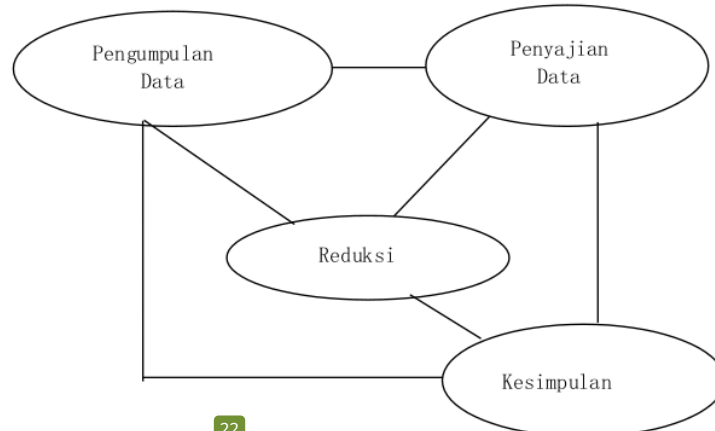 Pengumpulan
Data
Penyajian
Data
Reduksi
Kesimpulan
22